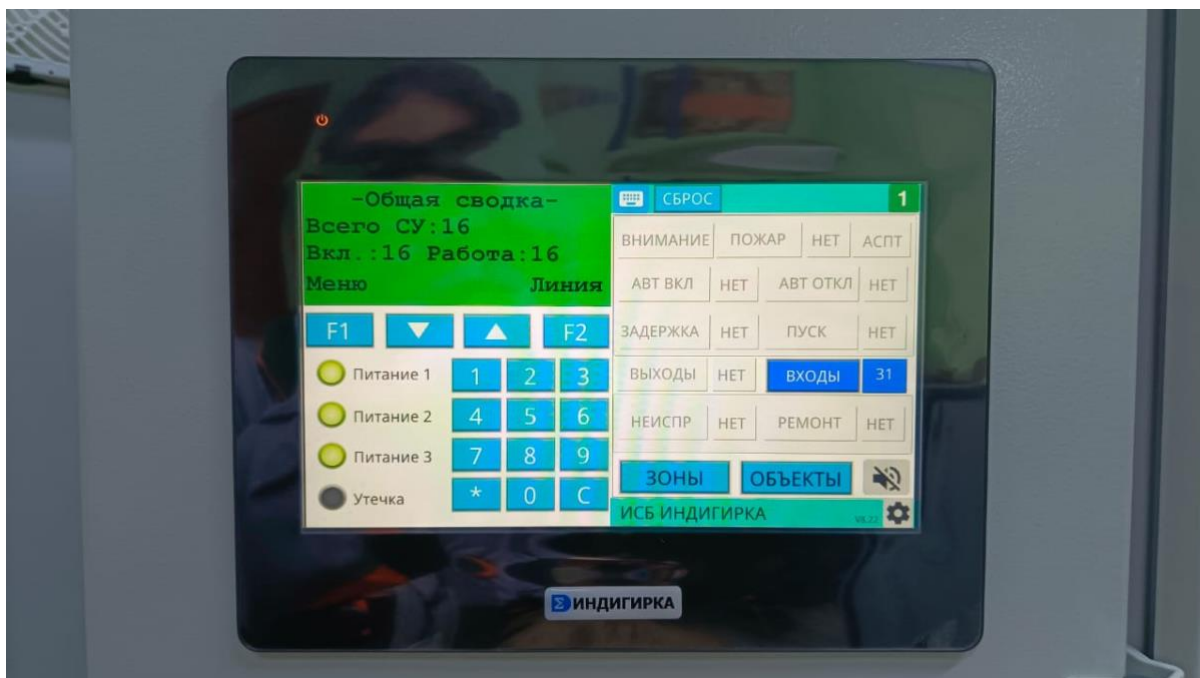 -Общая сводка-
Всего СУ:16
Вкл.:16 Работа:16
Меню Линия
F1 F2
Питание 1
Питание 2
Питание 3
Утечка
1 2 3
4 5 6
7 8 9
* 0 C
СБРОС 1
ВНИМАНИЕ ПОЖАР НЕТ АСПТ
АВТ ВКЛ НЕТ АВТ ОТКЛ НЕТ
ЗАДЕРЖКА НЕТ ПУСК НЕТ
ВЫХОДЫ НЕТ ВХОДЫ 31
НЕИСПР НЕТ РЕМОНТ НЕТ
ЗОНЫ ОБЪЕКТЫ
ИСБ ИНДИГИРКА V8.22
ИНДИГИРКА